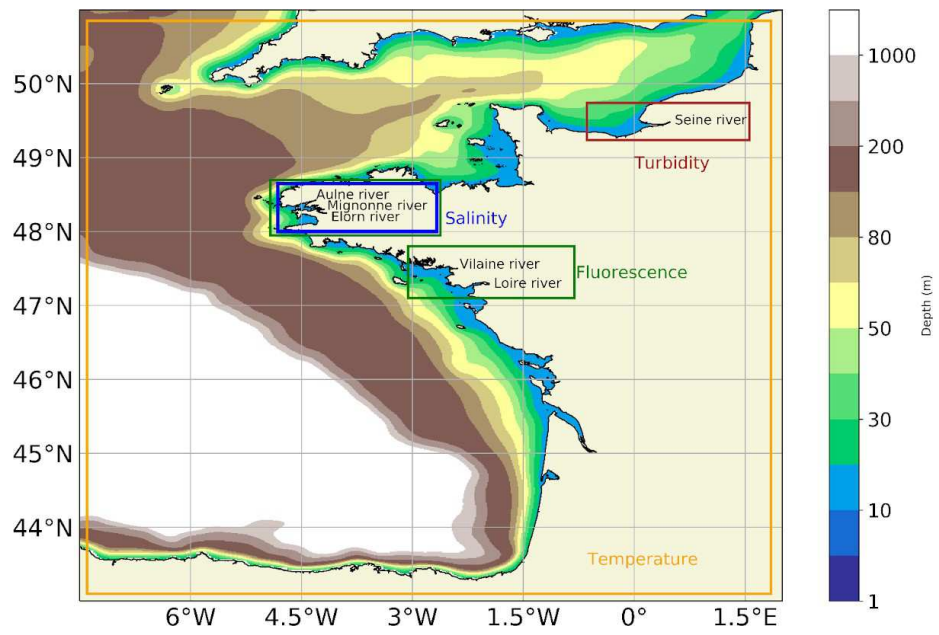 50°N
49°N
48°N
47°N
46°N
45°N
44°N
Seine river
Turbidity
Aulne river
Mignonne river
Elorn river
Salinity
Vilaine river
Loire river
Fluorescence
Temperature
6°W
4.5°W
3°W
1.5°W
0°
1.5°E
1000
200
80
50
30
10
1
Depth (m)